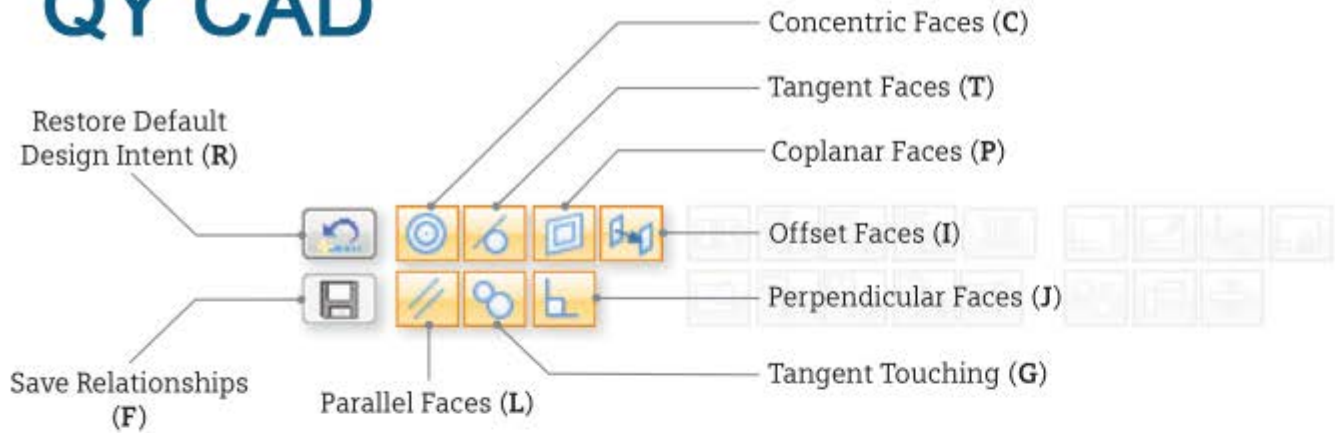 QY CAD
Concentric Faces (C)
Tangent Faces (T)
Restore Default
Design Intent (R)
Coplanar Faces (P)
Offset Faces (I)
Perpendicular Faces (J)
Save Relationships
(F)
Parallel Faces (L)
Tangent Touching (G)